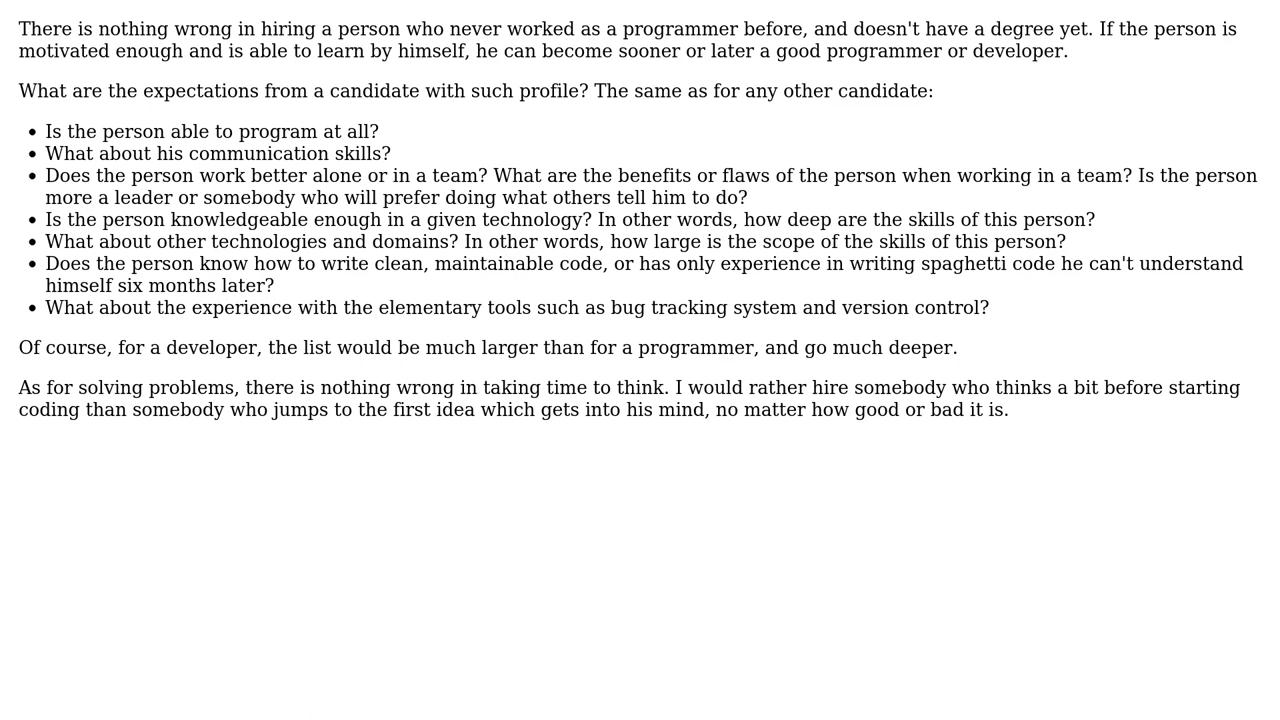 There is nothing wrong in hiring a person who never worked as a programmer before, and doesn't have a degree yet. If the person is
motivated enough and is able to learn by himself, he can become sooner or later a good programmer or developer.
What are the expectations from a candidate with such profile? The same as for any other candidate:
• Is the person able to program at all?
• What about his communication skills?
• Does the person work better alone or in a team? What are the benefits or flaws of the person when working in a team? Is the person
more a leader or somebody who will prefer doing what others tell him to do?
• Is the person knowledgeable enough in a given technology? In other words, how deep are the skills of this person?
• What about other technologies and domains? In other words, how large is the scope of the skills of this person?
• Does the person know how to write clean, maintainable code, or has only experience in writing spaghetti code he can't understand
himself six months later?
• What about the experience with the elementary tools such as bug tracking system and version control?
Of course, for a developer, the list would be much larger than for a programmer, and go much deeper.
As for solving problems, there is nothing wrong in taking time to think. I would rather hire somebody who thinks a bit before starting
coding than somebody who jumps to the first idea which gets into his mind, no matter how good or bad it is.